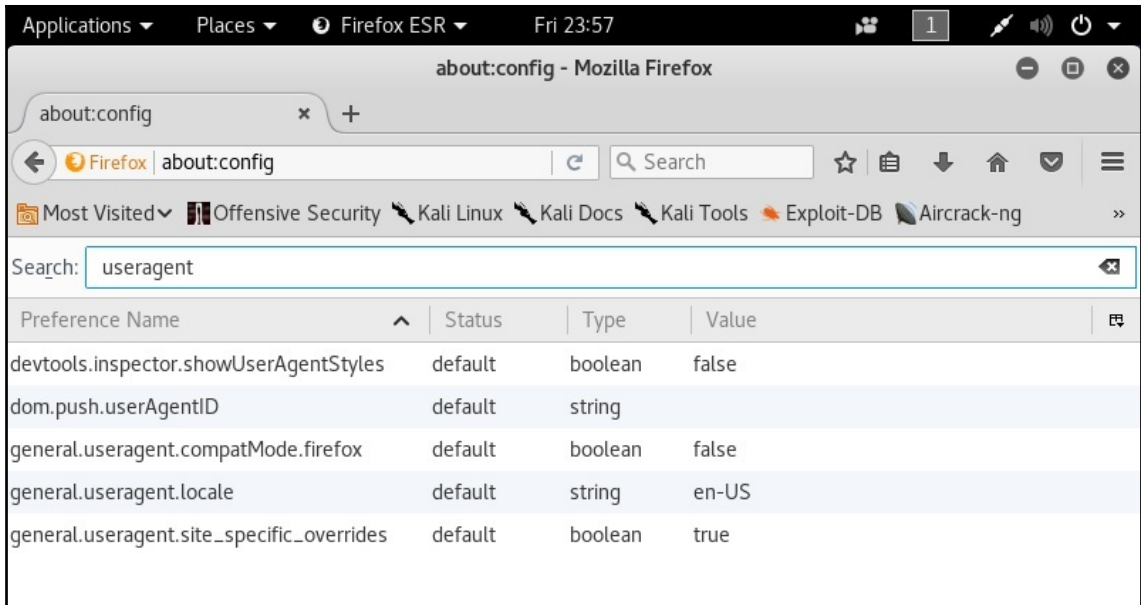 Applications Places Firefox ESR Fri 23:57 1
about:config - Mozilla Firefox
about:config
Firefox about:config Search
Most Visited Offensive Security Kali Linux Kali Docs Kali Tools Exploit-DB Aircrack-ng »
Search: useragent
Preference Name Status Type Value
devtools.inspector.showUserAgentStyles default boolean false
dom.push.userAgentID default string
general.useragent.compatMode.firefox default boolean false
general.useragent.locale default string en-US
general.useragent.site_specific_overrides default boolean true